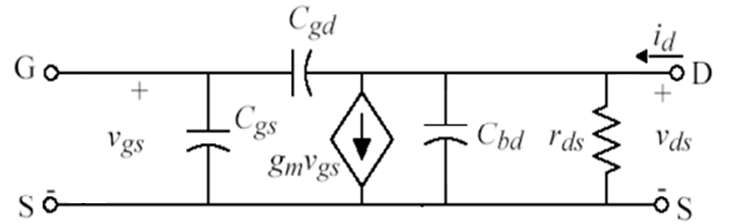 C_gd
i_d
G
D
+
+
v_gs
C_gs
g_m v_gs
C_bd
r_ds
v_ds
S
-
-
S